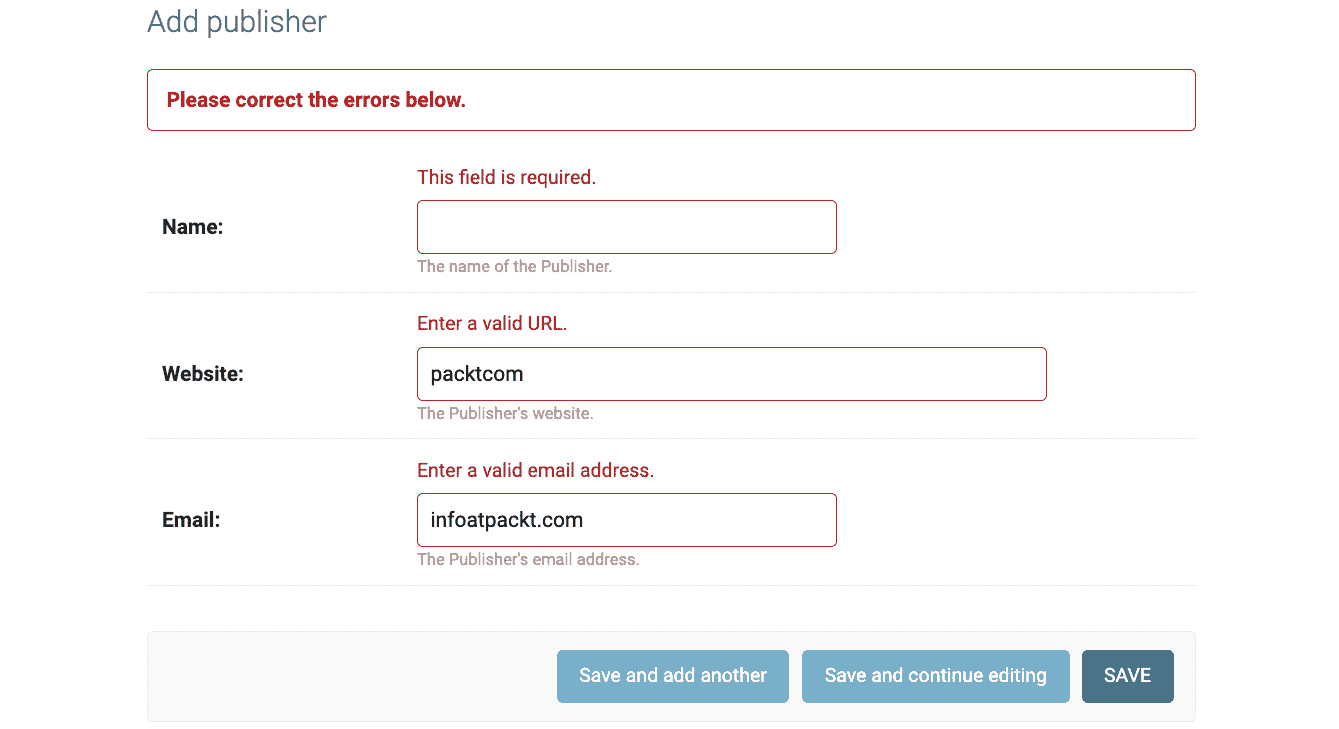 Add publisher
Please correct the errors below.
This field is required.
Name:
The name of the Publisher.
Enter a valid URL.
Website: packtcom
The Publisher's website.
Enter a valid email address.
Email: infoatpackt.com
The Publisher's email address.
Save and add another Save and continue editing SAVE